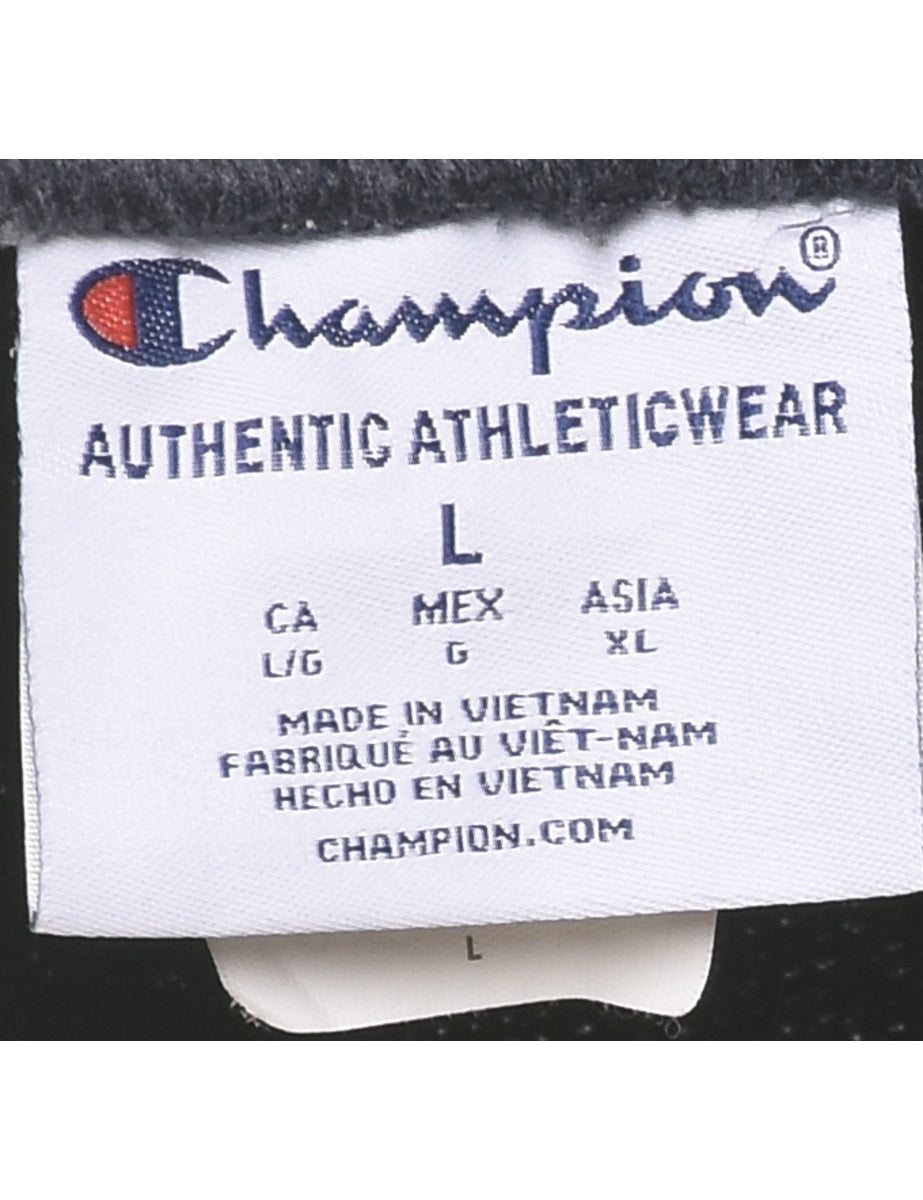 Champion®
AUTHENTIC ATHLETICWEAR
L
CA MEX ASIA
L/G G XL
MADE IN VIETNAM
FABRIQUÉ AU VIÊT-NAM
HECHO EN VIETNAM
CHAMPION.COM
L